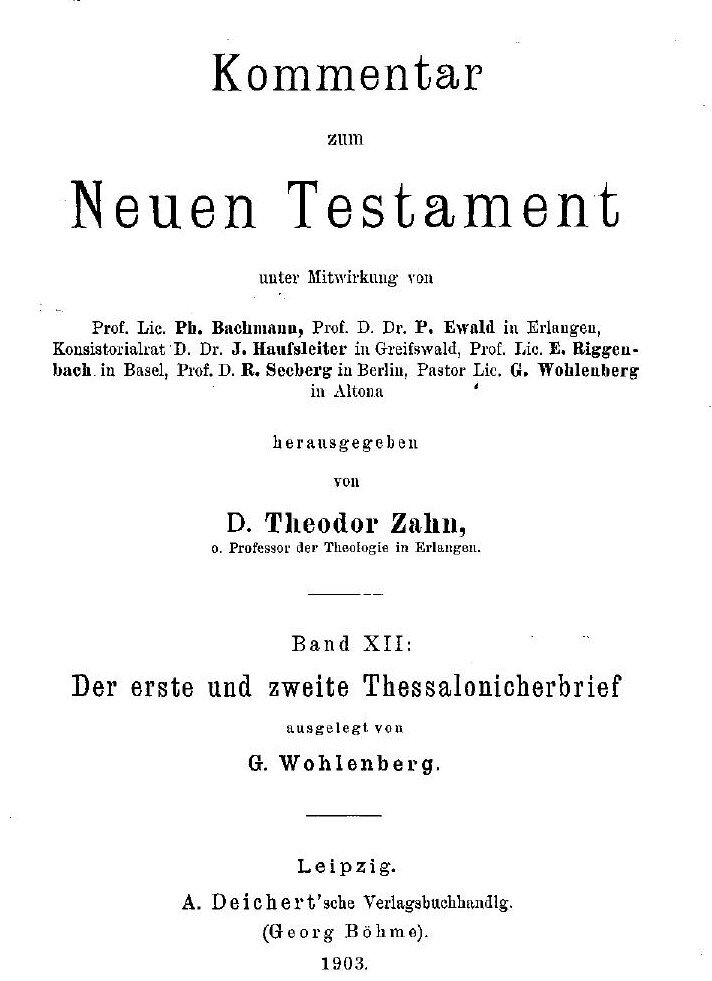 Kommentar
zum
Neuen Testament
unter Mitwirkung von
Prof. Lic. Ph. Bachmann, Prof. D. Dr. P. Ewald in Erlangen,
Konsistorialrat D. Dr. J. Haufsleiter in Greifswald, Prof. Lic. E. Riggen-
bach in Basel, Prof. D. R. Seeberg in Berlin, Pastor Lic. G. Wohlenberg
in Altona
herausgegeben
von
D. Theodor Zahn,
o. Professor der Theologie in Erlangen.
Band XII:
Der erste und zweite Thessalonicherbrief
ausgelegt von
G. Wohlenberg.
Leipzig.
A. Deichert'sche Verlagsbuchhandlg.
(Georg Böhme).
1903.